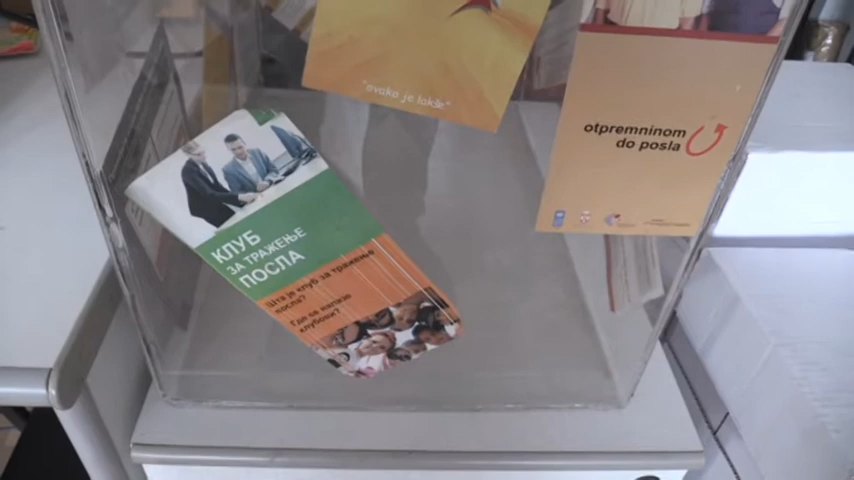 "ovako je lakše"
otpremninom
do posla
КЛУБ
ЗА ТРАЖЕЊЕ
ПОСЛА
Шта је клуб за тражење
посла?
Где се налазе
клубови?